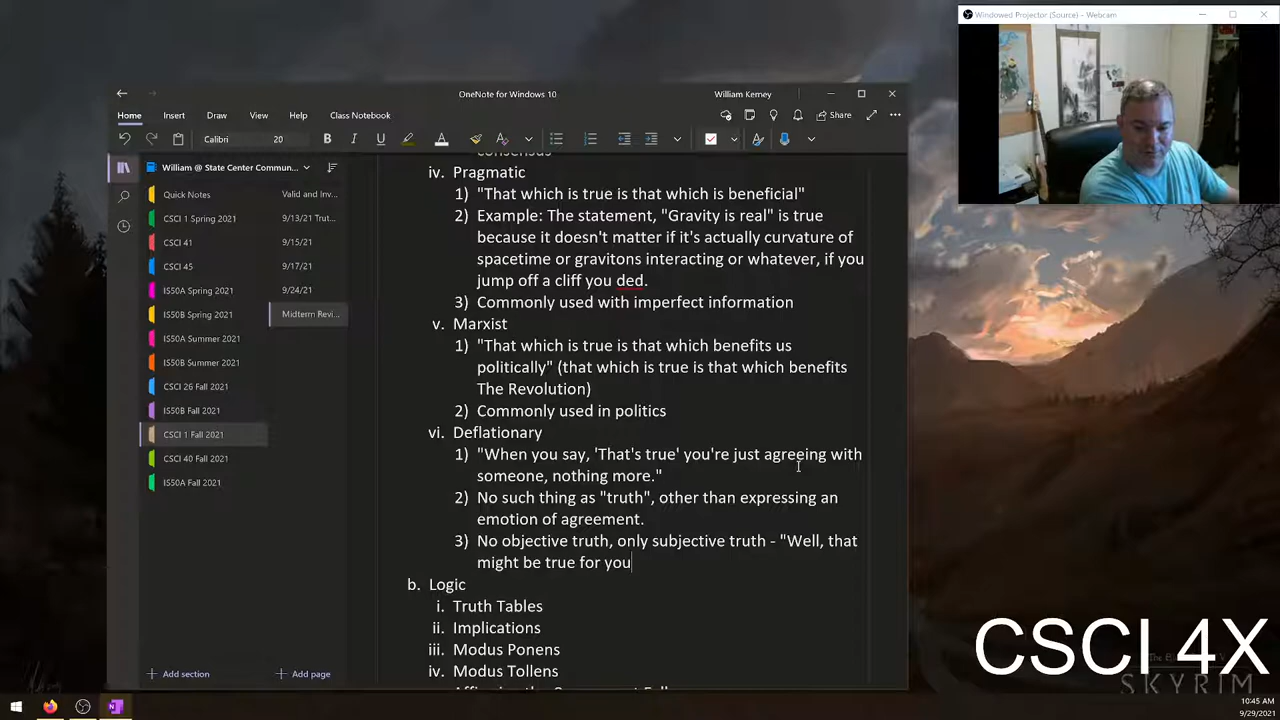 Windowed Projector (Source) - Webcam
OneNote for Windows 10
William Kerney
Home
Insert
Draw
View
Help
Class Notebook
Share
Calibri
20
B
I
U
A
William @ State Center Commun...
Quick Notes
CSCI 1 Spring 2021
CSCI 41
CSCI 45
IS50A Spring 2021
IS50B Spring 2021
IS50A Summer 2021
IS50B Summer 2021
CSCI 26 Fall 2021
IS50B Fall 2021
CSCI 1 Fall 2021
CSCI 40 Fall 2021
IS50A Fall 2021
Add section
Valid and Inv...
9/13/21 Trut...
9/15/21
9/17/21
9/24/21
Midterm Revi...
Add page
consensus
iv. Pragmatic
1) "That which is true is that which is beneficial"
2) Example: The statement, "Gravity is real" is true
because it doesn't matter if it's actually curvature of
spacetime or gravitons interacting or whatever, if you
jump off a cliff you ded.
3) Commonly used with imperfect information
v. Marxist
1) "That which is true is that which benefits us
politically" (that which is true is that which benefits
The Revolution)
2) Commonly used in politics
vi. Deflationary
1) "When you say, 'That's true' you're just agreeing with
someone, nothing more."
2) No such thing as "truth", other than expressing an
emotion of agreement.
3) No objective truth, only subjective truth - "Well, that
might be true for you
b. Logic
i. Truth Tables
ii. Implications
iii. Modus Ponens
iv. Modus Tollens
CSCI 4X
SKYRIM
10:45 AM
9/29/2021